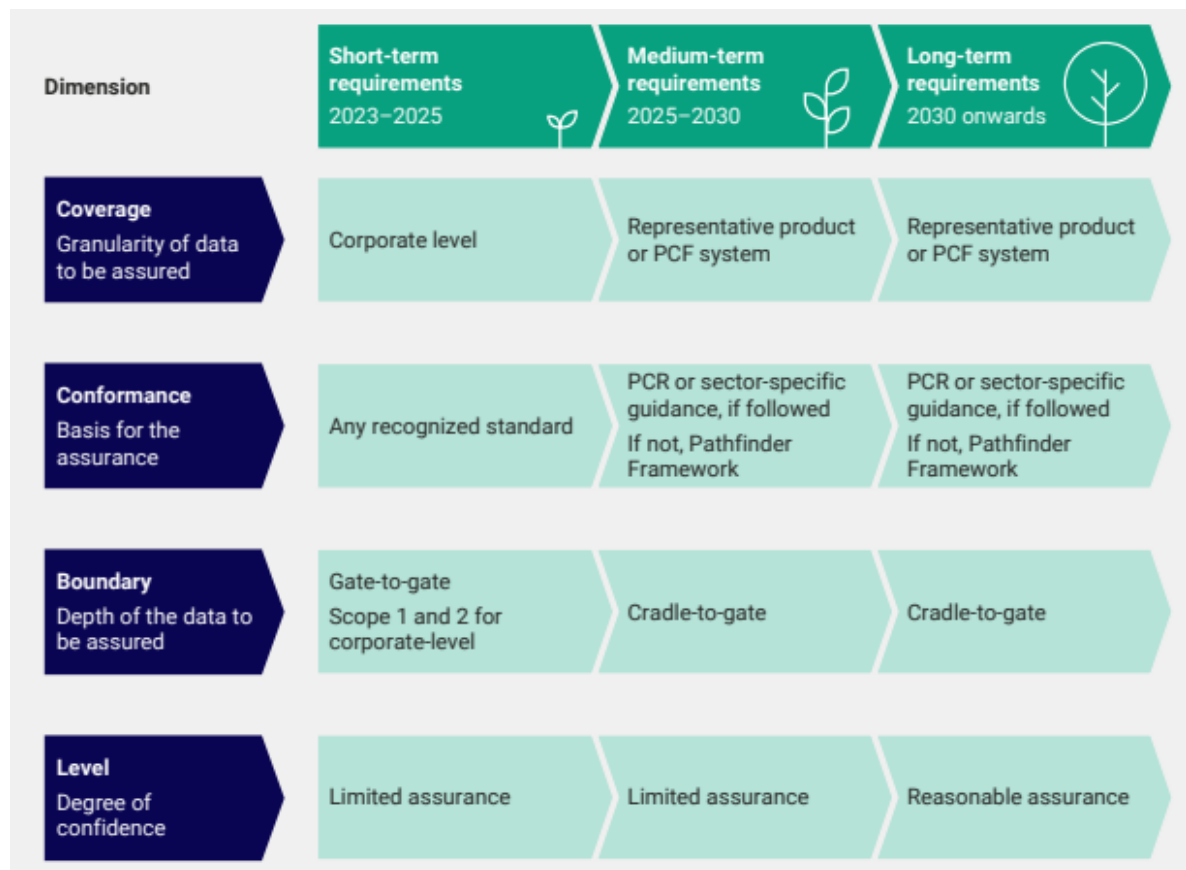 Dimension
Short-term
requirements
2023–2025
Medium-term
requirements
2025–2030
Long-term
requirements
2030 onwards
Coverage
Granularity of data
to be assured
Corporate level
Representative product
or PCF system
Representative product
or PCF system
Conformance
Basis for the
assurance
Any recognized standard
PCR or sector-specific
guidance, if followed
If not, Pathfinder
Framework
PCR or sector-specific
guidance, if followed
If not, Pathfinder
Framework
Boundary
Depth of the data to
be assured
Gate-to-gate
Scope 1 and 2 for
corporate-level
Cradle-to-gate
Cradle-to-gate
Level
Degree of
confidence
Limited assurance
Limited assurance
Reasonable assurance